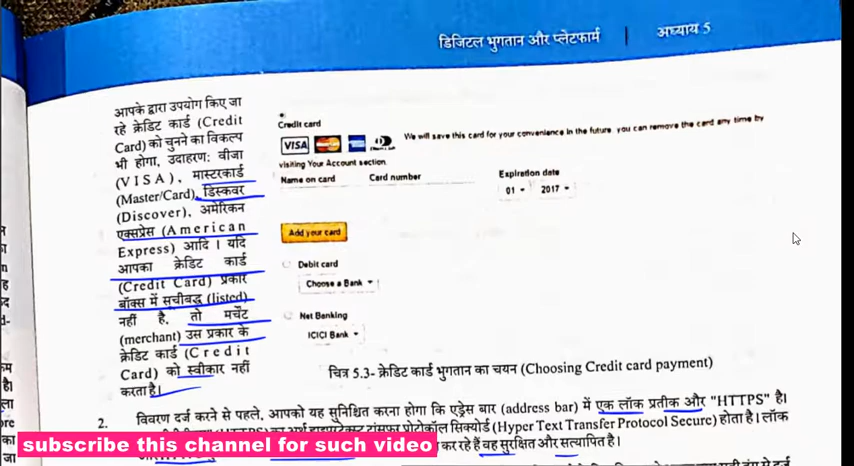 डिजिटल भुगतान और प्लेटफार्म | अध्याय 5
आपके द्वारा उपयोग किए जा
रहे क्रेडिट कार्ड (Credit
Card) को चुनने का विकल्प
भी होगा, उदाहरण: वीजा
(VISA), मास्टरकार्ड
(Master/Card), डिस्कवर
(Discover), अमेरिकन
एक्सप्रेस (American
Express) आदि । यदि
आपका क्रेडिट कार्ड
(Credit Card) प्रकार
बॉक्स में सूचीबद्ध (listed)
नहीं है, तो मर्चेंट
(merchant) उस प्रकार के
क्रेडिट कार्ड (Credit
Card) को स्वीकार नहीं
करता है।
Credit card
VISA
We will save this card for your convenience in the future. you can remove the card any time by
visiting Your Account section.
Name on card Card number Expiration date
01 2017
Add your card
Debit card
Choose a Bank
Net Banking
ICICI Bank
चित्र 5.3- क्रेडिट कार्ड भुगतान का चयन (Choosing Credit card payment)
2. विवरण दर्ज करने से पहले, आपको यह सुनिश्चित करना होगा कि एड्रेस बार (address bar) में एक लॉक प्रतीक और "HTTPS" है।
प्रोटोकॉल सिक्योर्ड (Hyper Text Transfer Protocol Secure) होता है। लॉक
कर रहे हैं वह सुरक्षित और सत्यापित है।
subscribe this channel for such video